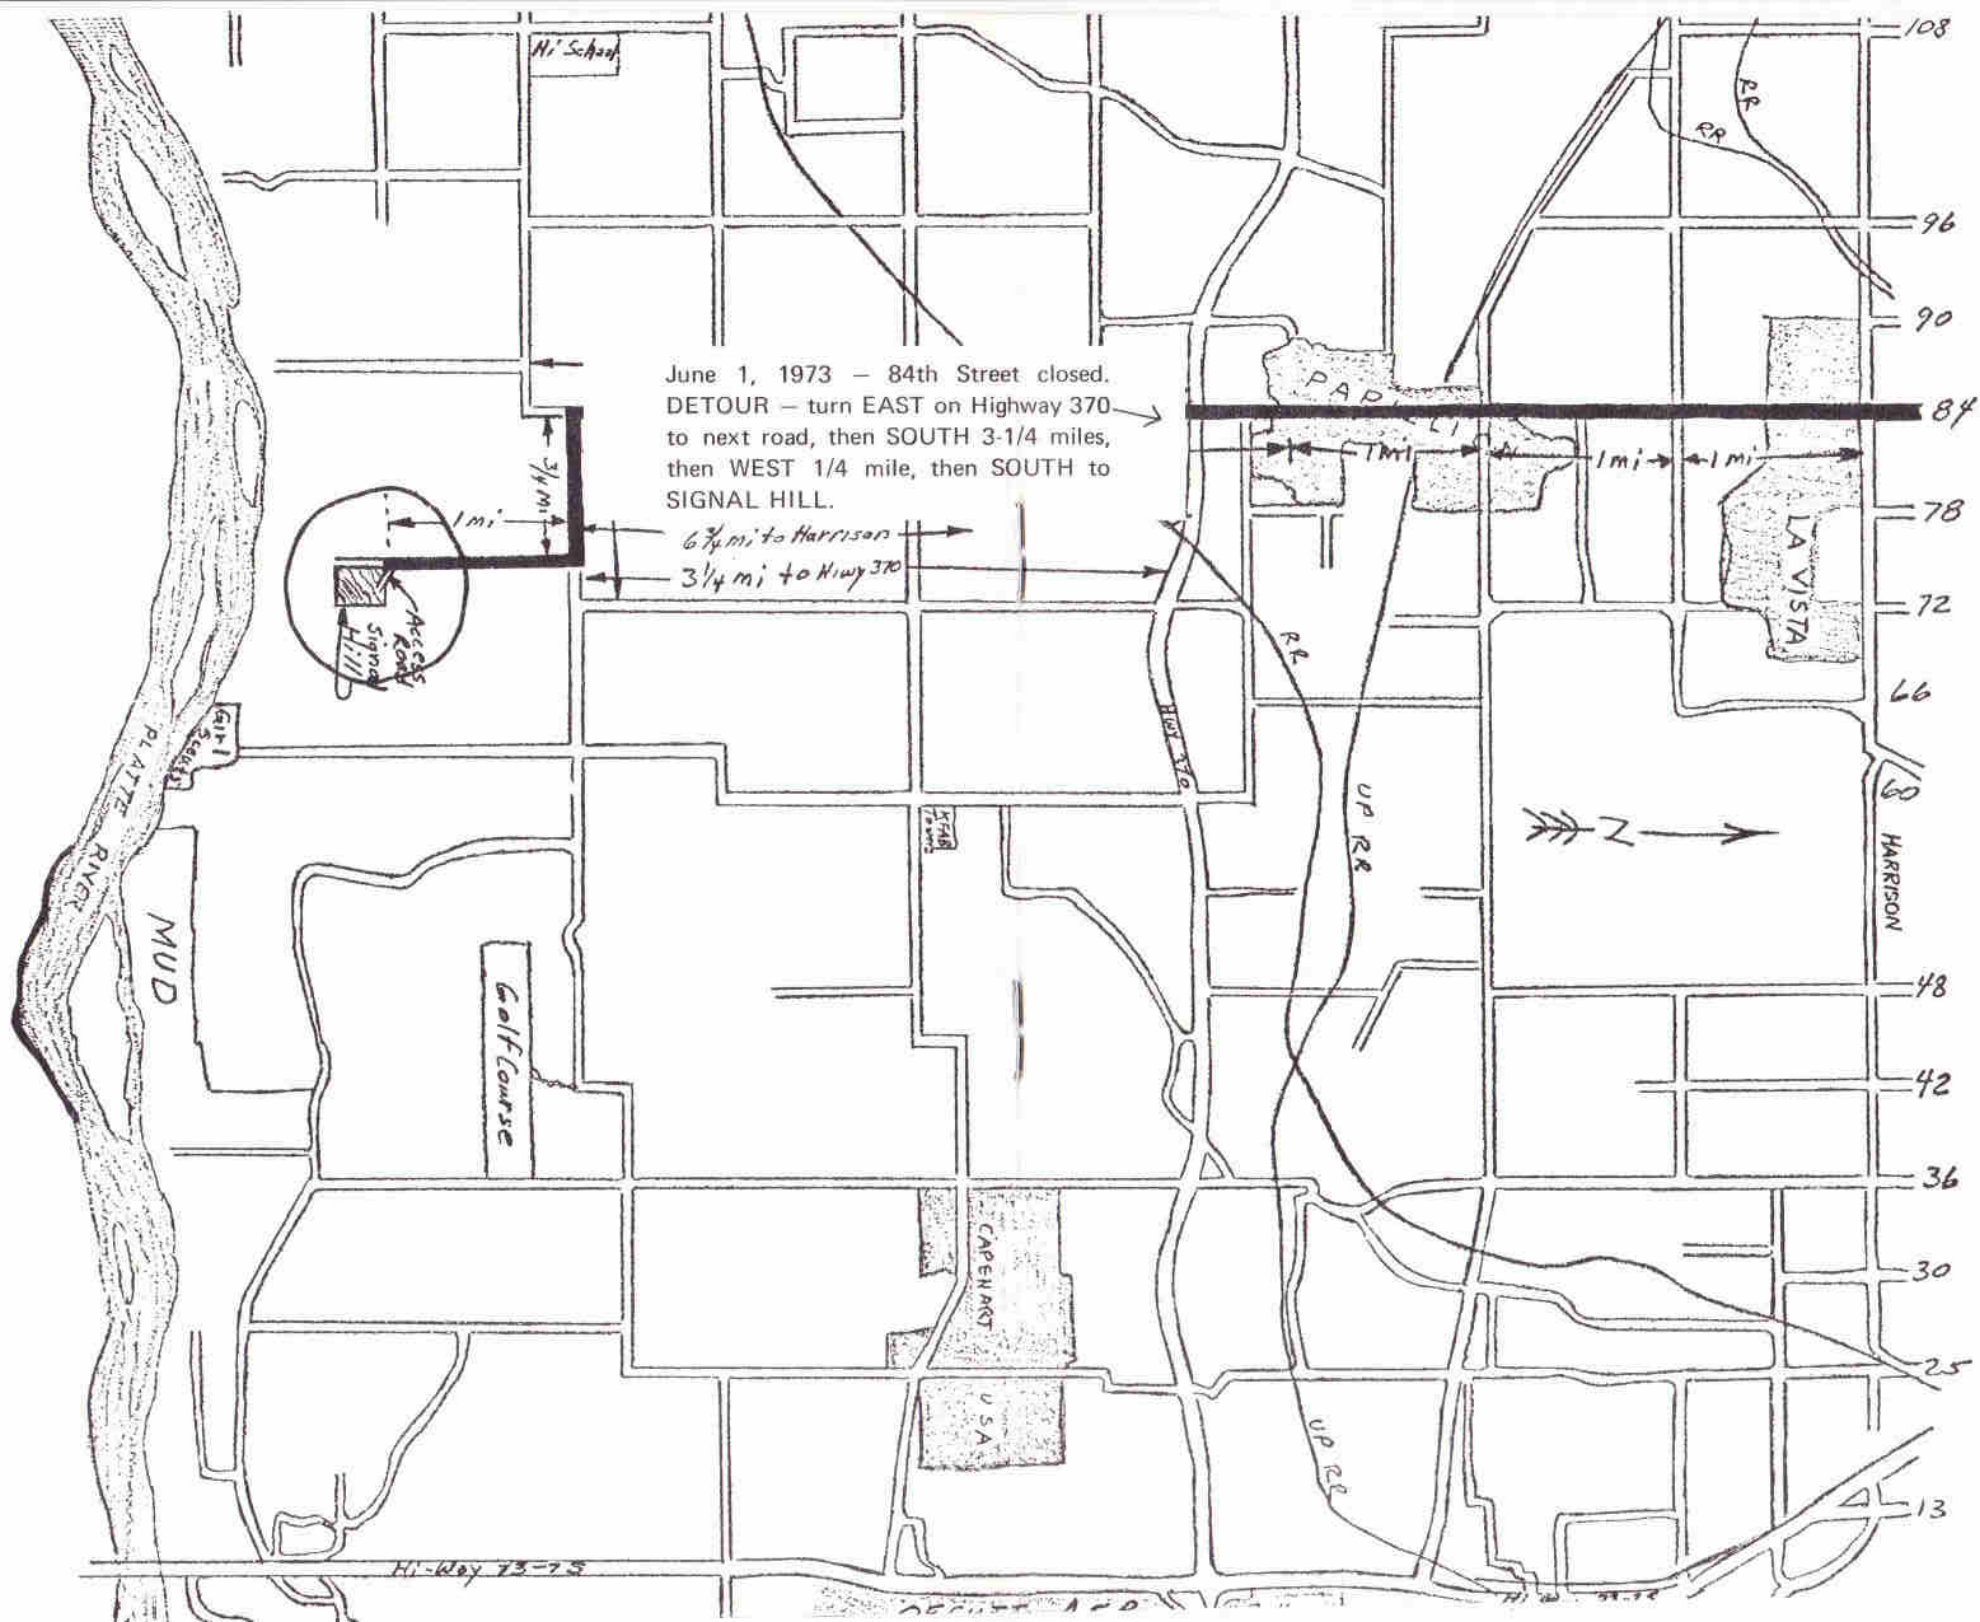 108
Hi School
RR
RR
96
90
June 1, 1973 — 84th Street closed.
DETOUR — turn EAST on Highway 370
to next road, then SOUTH 3-1/4 miles,
then WEST 1/4 mile, then SOUTH to
SIGNAL HILL.
84
3/4 Mi
1 mi
1 mi
1 mi
1 mi
78
6 3/4 mi to Harrison
3 1/4 mi to Hiwy 370
LA VISTA
72
Access
Road
Signal
Hill
RR
66
Girl
Scouts
PLATTE RIVER
HWY 370
60
UP RR
KFAB
Towers
N
HARRISON
MUD
Golf Course
48
42
36
CAPEHART USA
30
25
UP RR
13
Hi-Way 73-75